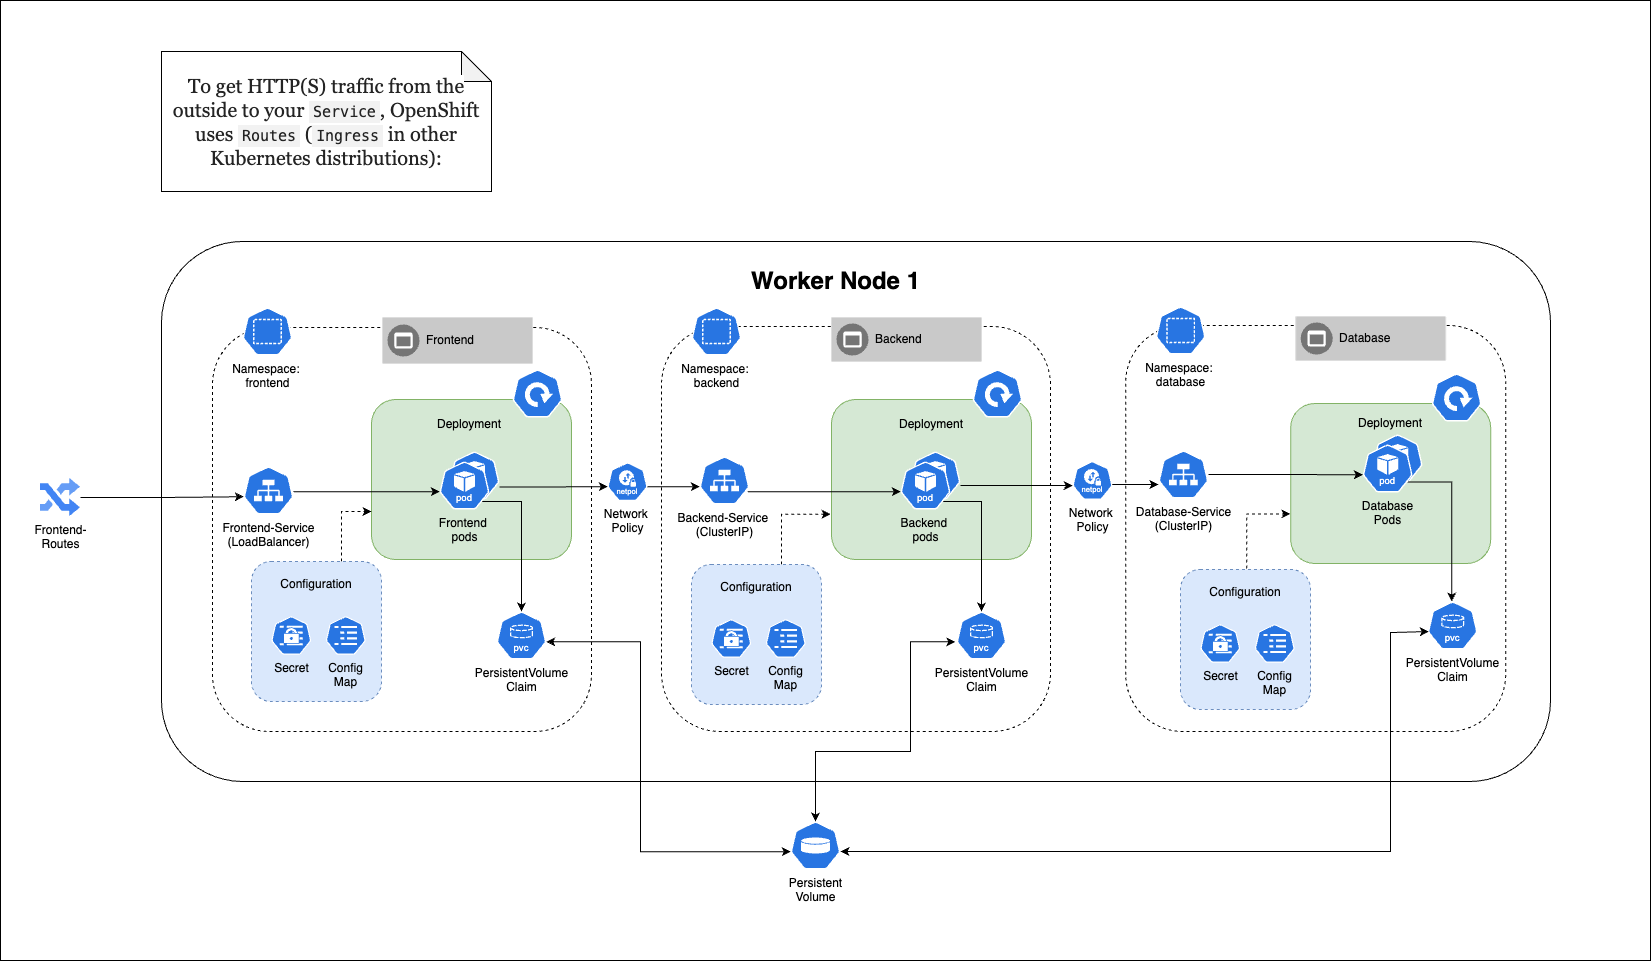 To get HTTP(S) traffic from the
outside to your Service, OpenShift
uses Routes (Ingress in other
Kubernetes distributions):
Worker Node 1
Namespace:
frontend
Frontend
Namespace:
backend
Backend
Namespace:
database
Database
Deployment
Deployment
Deployment
Frontend-
Routes
Frontend-Service
(LoadBalancer)
pod
Frontend
pods
netpol
Network
Policy
Backend-Service
(ClusterIP)
pod
Backend
pods
netpol
Network
Policy
Database-Service
(ClusterIP)
pod
Database
Pods
Configuration
Secret
Config
Map
pvc
PersistentVolume
Claim
Configuration
Secret
Config
Map
pvc
PersistentVolume
Claim
Configuration
Secret
Config
Map
pvc
PersistentVolume
Claim
Persistent
Volume